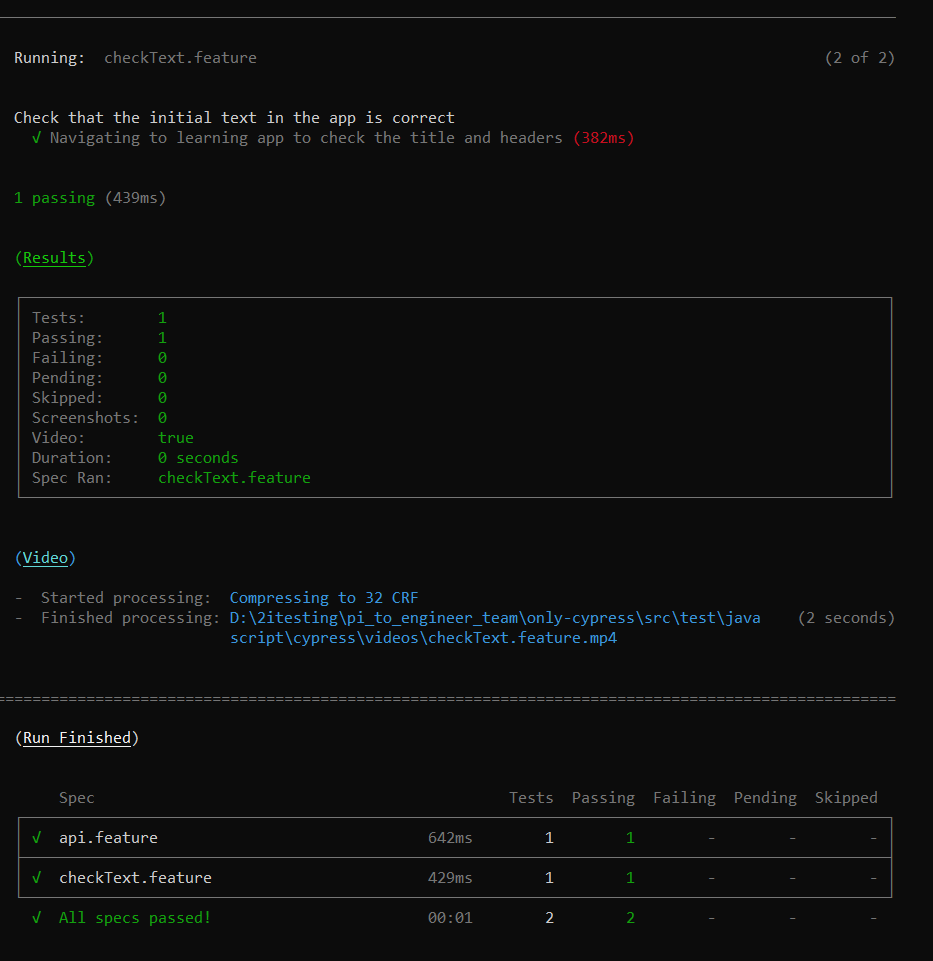 Running:  checkText.feature                                                                (2 of 2)
Check that the initial text in the app is correct
√ Navigating to learning app to check the title and headers (382ms)
1 passing (439ms)
(Results)
Tests:        1
Passing:      1
Failing:      0
Pending:      0
Skipped:      0
Screenshots:  0
Video:        true
Duration:     0 seconds
Spec Ran:     checkText.feature
(Video)
-  Started processing:  Compressing to 32 CRF
-  Finished processing: D:\2itesting\pi_to_engineer_team\only-cypress\src\test\java    (2 seconds)
script\cypress\videos\checkText.feature.mp4
====================================================================================================
(Run Finished)
Spec                                              Tests  Passing  Failing  Pending  Skipped
√  api.feature                              642ms        1        1        -        -        -
√  checkText.feature                        429ms        1        1        -        -        -
√  All specs passed!                        00:01        2        2        -        -        -